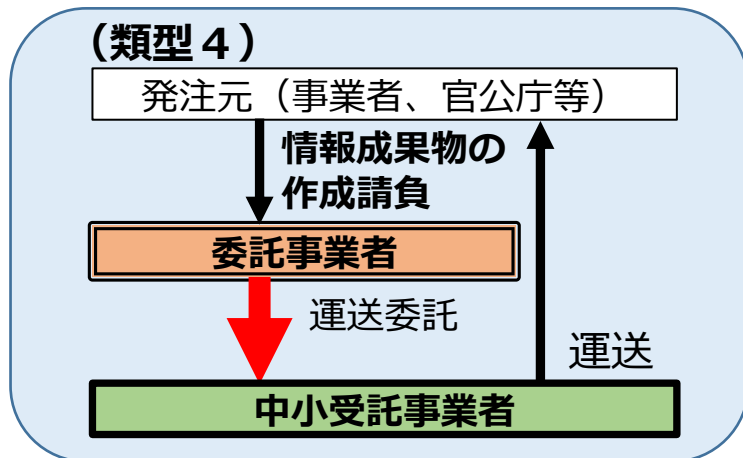 （類型４）
発注元（事業者、官公庁等）
情報成果物の
作成請負
委託事業者
運送委託
運送
中小受託事業者